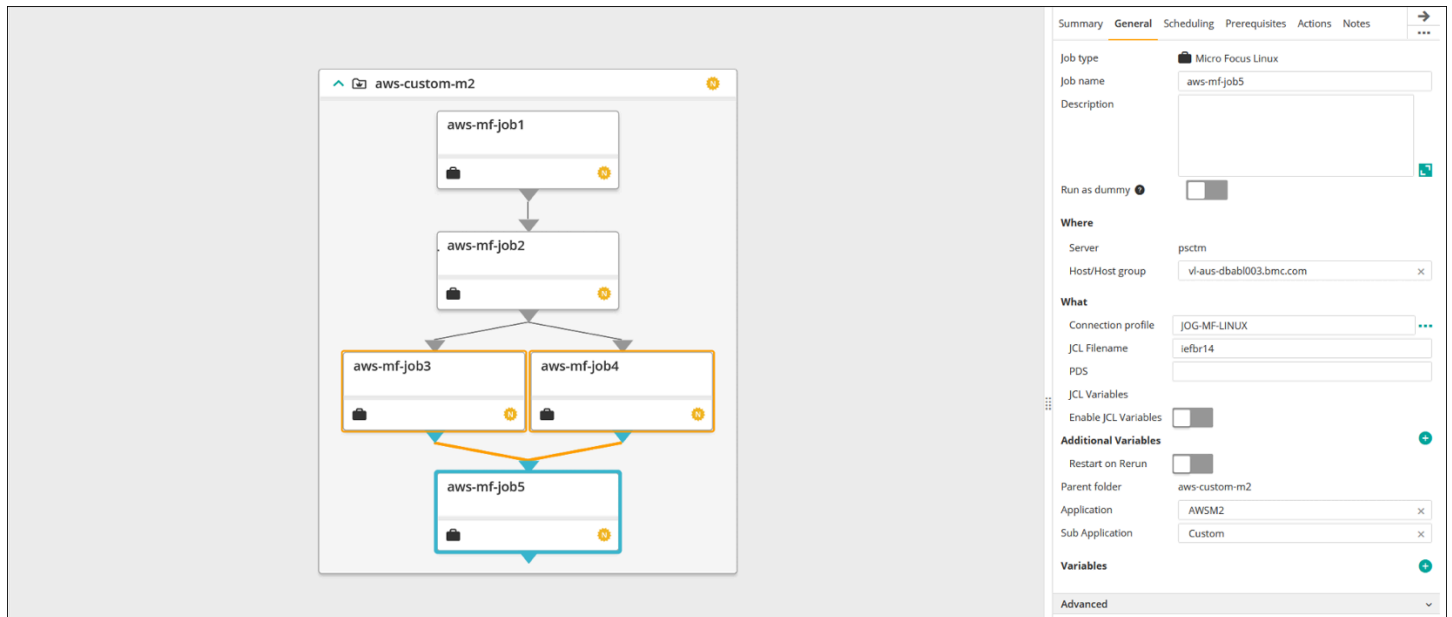 aws-custom-m2
N
aws-mf-job1
N
. aws-mf-job2
N
aws-mf-job3
N
aws-mf-job4
N
aws-mf-job5
N
Summary General Scheduling Prerequisites Actions Notes
Job type Micro Focus Linux
Job name aws-mf-job5
Description
Run as dummy ?
Where
Server psctm
Host/Host group vl-aus-dbabl003.bmc.com ×
What
Connection profile JOG-MF-LINUX
JCL Filename iefbr14
PDS
JCL Variables
Enable JCL Variables
Additional Variables
Restart on Rerun
Parent folder aws-custom-m2
Application AWSM2 ×
Sub Application Custom ×
Variables
Advanced